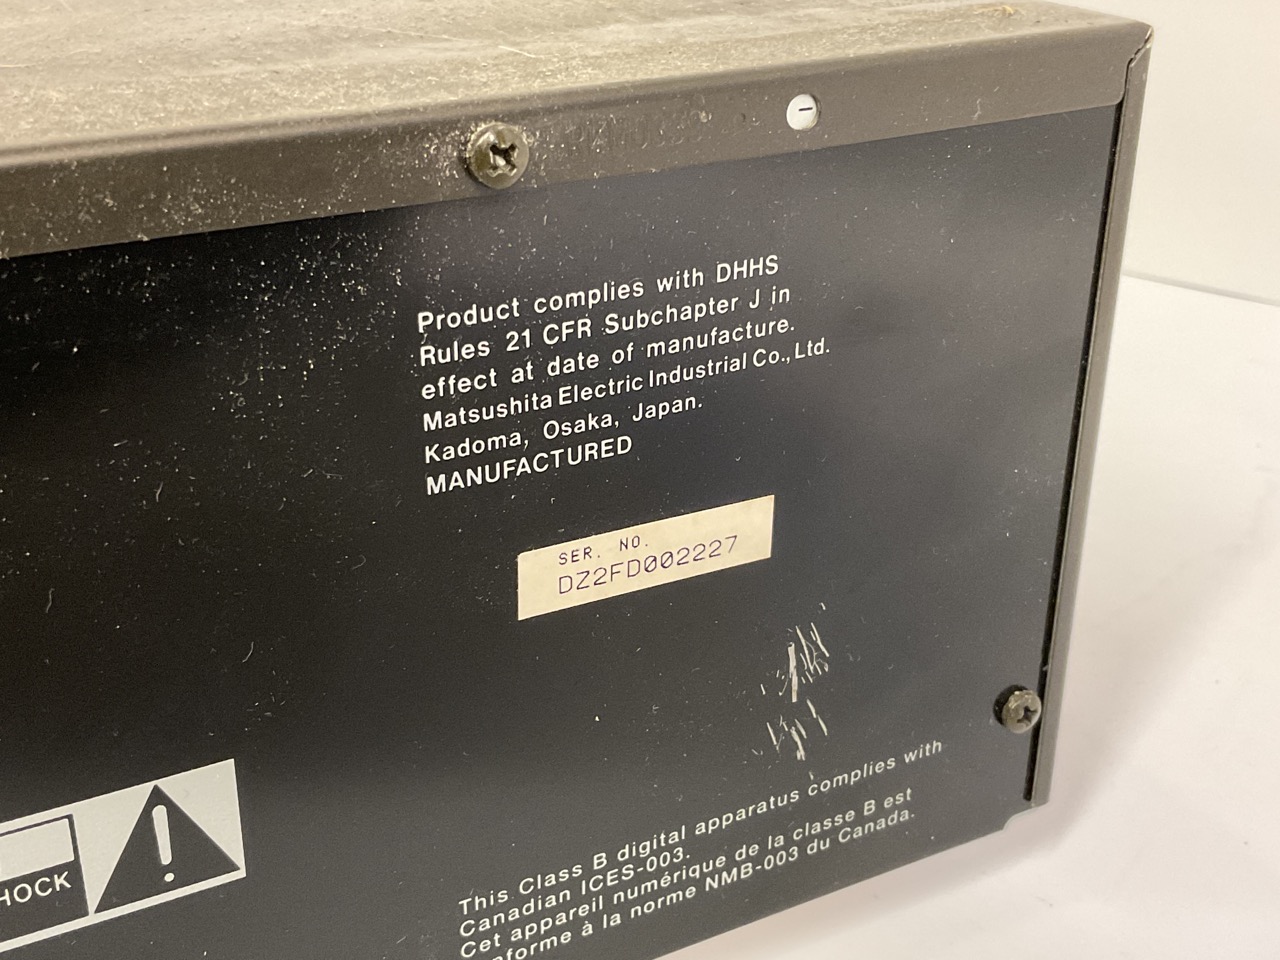 Product complies with DHHS
Rules 21 CFR Subchapter J in
effect at date of manufacture.
Matsushita Electric Industrial Co., Ltd.
Kadoma, Osaka, Japan.
MANUFACTURED
SER. NO.
DZ2FD002227
HOCK
This Class B digital apparatus complies with
Canadian ICES-003.
Cet appareil numérique de la classe B est
nforme à la norme NMB-003 du Canada.